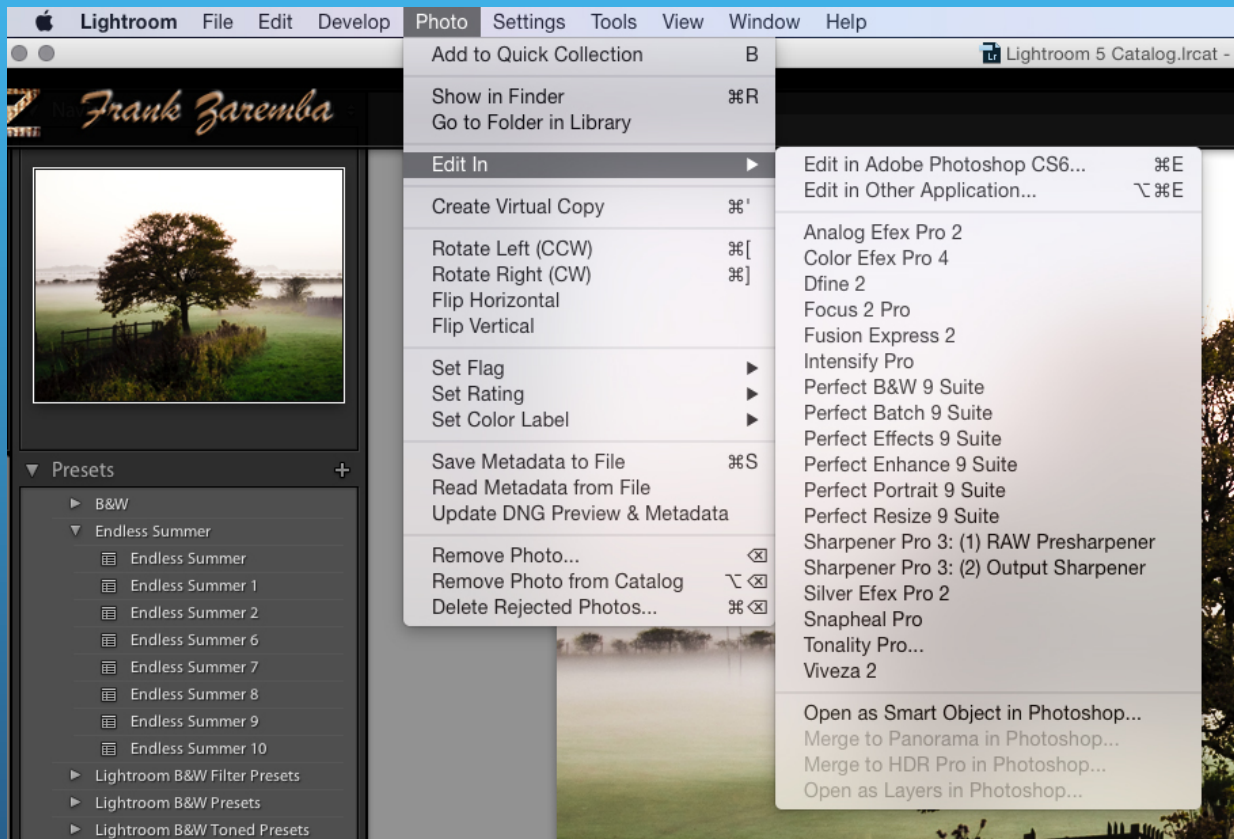 Lightroom File Edit Develop Photo Settings Tools View Window Help
Lightroom 5 Catalog.lrcat -
Z Frank Zaremba
Add to Quick Collection B
Show in Finder ⌘R
Go to Folder in Library
Edit In ▶
Create Virtual Copy ⌘'
Rotate Left (CCW) ⌘[
Rotate Right (CW) ⌘]
Flip Horizontal
Flip Vertical
Set Flag ▶
Set Rating ▶
Set Color Label ▶
Save Metadata to File ⌘S
Read Metadata from File
Update DNG Preview & Metadata
Remove Photo... ⌫
Remove Photo from Catalog ⌥⌫
Delete Rejected Photos... ⌘⌫
Edit in Adobe Photoshop CS6... ⌘E
Edit in Other Application... ⌥⌘E
Analog Efex Pro 2
Color Efex Pro 4
Dfine 2
Focus 2 Pro
Fusion Express 2
Intensify Pro
Perfect B&W 9 Suite
Perfect Batch 9 Suite
Perfect Effects 9 Suite
Perfect Enhance 9 Suite
Perfect Portrait 9 Suite
Perfect Resize 9 Suite
Sharpener Pro 3: (1) RAW Presharpener
Sharpener Pro 3: (2) Output Sharpener
Silver Efex Pro 2
Snapheal Pro
Tonality Pro...
Viveza 2
Open as Smart Object in Photoshop...
Merge to Panorama in Photoshop...
Merge to HDR Pro in Photoshop...
Open as Layers in Photoshop...
▼ Presets +
▶ B&W
▼ Endless Summer
Endless Summer
Endless Summer 1
Endless Summer 2
Endless Summer 6
Endless Summer 7
Endless Summer 8
Endless Summer 9
Endless Summer 10
▶ Lightroom B&W Filter Presets
▶ Lightroom B&W Presets
▶ Lightroom B&W Toned Presets